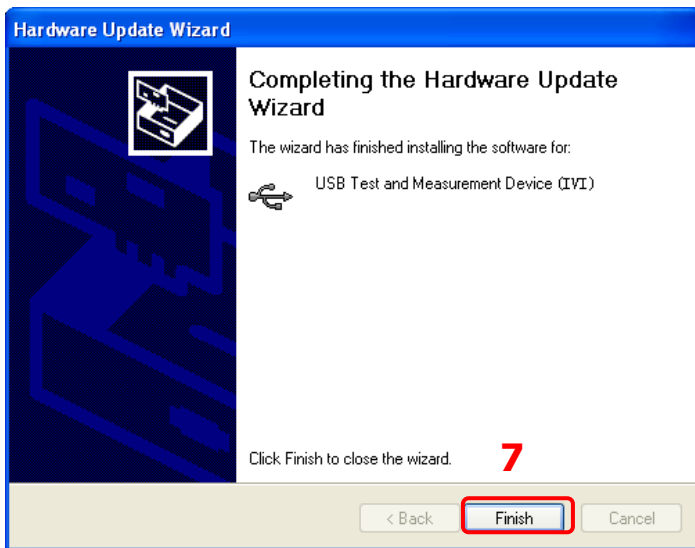 Hardware Update Wizard
Completing the Hardware Update
Wizard
The wizard has finished installing the software for:
USB Test and Measurement Device (IVI)
Click Finish to close the wizard.
7
< Back Finish Cancel